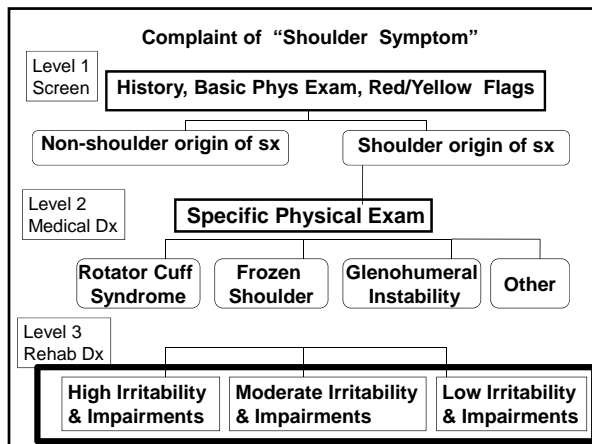 Complaint of “Shoulder Symptom”
Level 1
Screen
History, Basic Phys Exam, Red/Yellow Flags
Non-shoulder origin of sx
Shoulder origin of sx
Level 2
Medical Dx
Specific Physical Exam
Rotator Cuff
Syndrome
Frozen
Shoulder
Glenohumeral
Instability
Other
Level 3
Rehab Dx
High Irritability
& Impairments
Moderate Irritability
& Impairments
Low Irritability
& Impairments